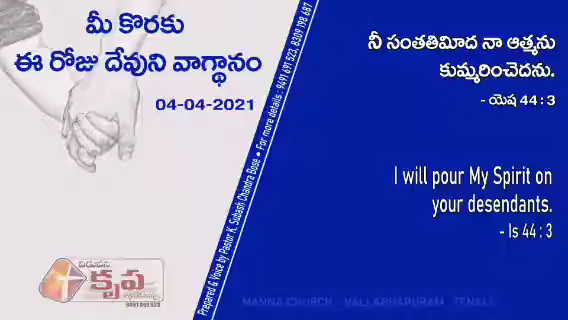 మీ కొరకు
ఈ రోజు దేవుని వాగ్థానం
04-04-2021
Prepared & Voice by Pastor K. Subash Chandra Bose • For more details : 9491 691 523, 8309 198 687
నీ సంతతిమీద నా ఆత్మను
కుమ్మరించెదను.
- యెష 44 : 3
I will pour My Spirit on
your desendants.
- Is 44 : 3
విడువని
కృప
MANNA CHURCH - VALLABHAPURAM - TENALI